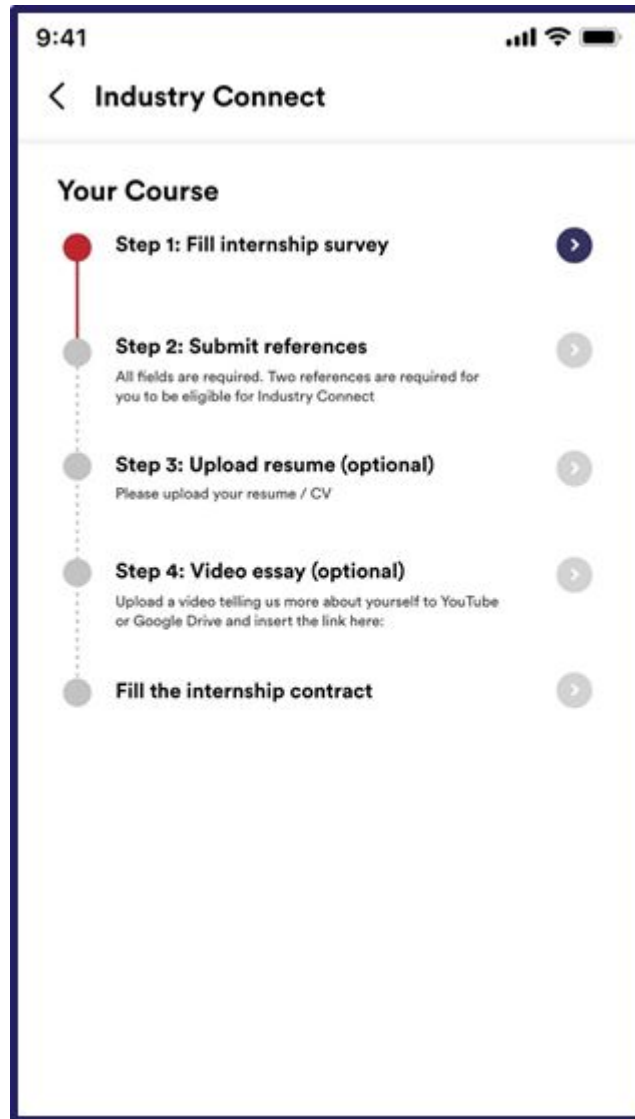 9:41
Industry Connect
Your Course
Step 1: Fill internship survey
Step 2: Submit references
All fields are required. Two references are required for
you to be eligible for Industry Connect
Step 3: Upload resume (optional)
Please upload your resume / CV
Step 4: Video essay (optional)
Upload a video telling us more about yourself to YouTube
or Google Drive and insert the link here:
Fill the internship contract